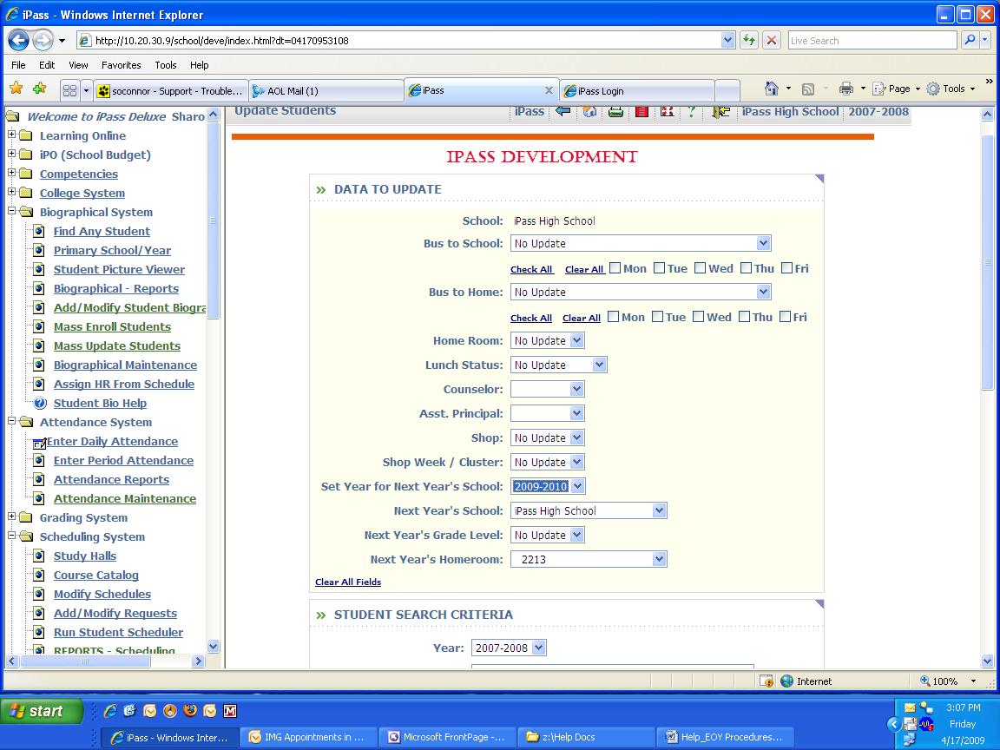 iPass - Windows Internet Explorer
http://10.20.30.9/school/deve/index.html?dt=04170953108
Live Search
File Edit View Favorites Tools Help
soconnor - Support - Trouble... AOL Mail (1) iPass iPass Login Page Tools
Welcome to iPass Deluxe Sharo
Learning Online
iPO (School Budget)
Competencies
College System
Biographical System
Find Any Student
Primary School/Year
Student Picture Viewer
Biographical - Reports
Add/Modify Student Biogra
Mass Enroll Students
Mass Update Students
Biographical Maintenance
Assign HR From Schedule
Student Bio Help
Attendance System
Enter Daily Attendance
Enter Period Attendance
Attendance Reports
Attendance Maintenance
Grading System
Scheduling System
Study Halls
Course Catalog
Modify Schedules
Add/Modify Requests
Run Student Scheduler
REPORTS - Scheduling
Update Students iPass iPass High School 2007-2008
IPASS DEVELOPMENT
DATA TO UPDATE
School: iPass High School
Bus to School: No Update
Check All Clear All Mon Tue Wed Thu Fri
Bus to Home: No Update
Check All Clear All Mon Tue Wed Thu Fri
Home Room: No Update
Lunch Status: No Update
Counselor:
Asst. Principal:
Shop: No Update
Shop Week / Cluster: No Update
Set Year for Next Year's School: 2009-2010
Next Year's School: iPass High School
Next Year's Grade Level: No Update
Next Year's Homeroom: 2213
Clear All Fields
STUDENT SEARCH CRITERIA
Year: 2007-2008
Internet 100%
start
3:07 PM
Friday
4/17/2009
iPass - Windows Inter... IMG Appointments in ... Microsoft FrontPage -... z:\Help Docs Help_EOY Procedures...